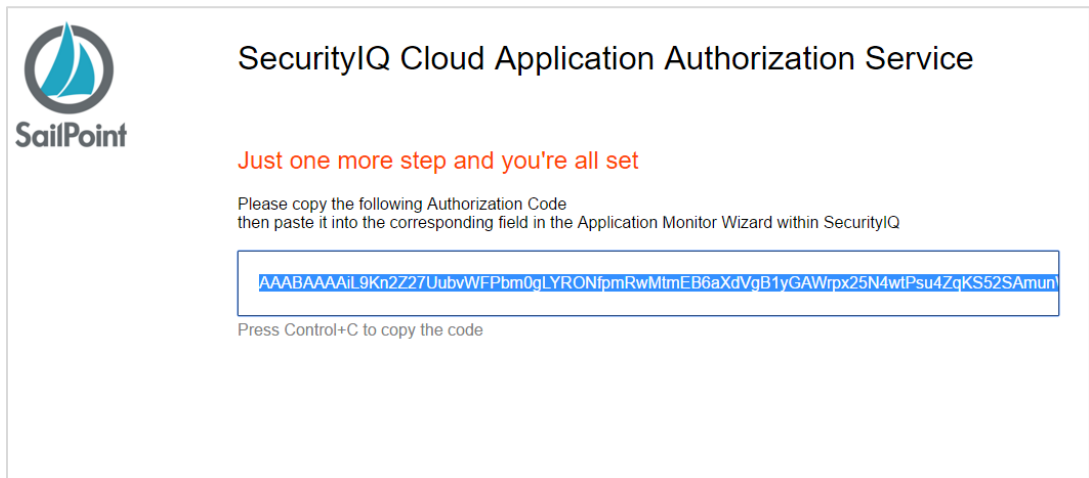 SailPoint
SecurityIQ Cloud Application Authorization Service
Just one more step and you're all set
Please copy the following Authorization Code
then paste it into the corresponding field in the Application Monitor Wizard within SecurityIQ
AAABAAAAiL9Kn2Z27UubvWFPbm0gLYRONfpmRwMtmEB6aXdVgB1yGAWrpx25N4wtPsu4ZqKS52SAmun
Press Control+C to copy the code